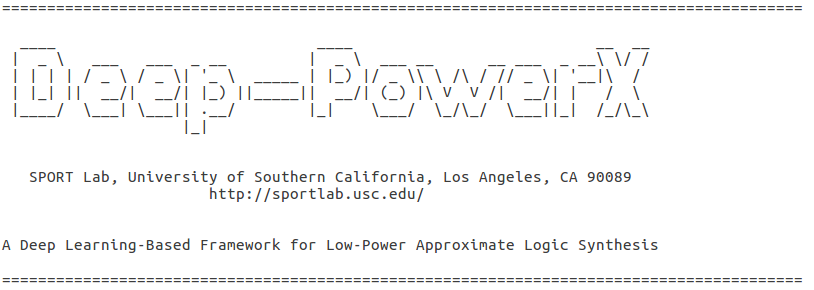 Deep-PowerX
SPORT Lab, University of Southern California, Los Angeles, CA 90089
http://sportlab.usc.edu/
A Deep Learning-Based Framework for Low-Power Approximate Logic Synthesis